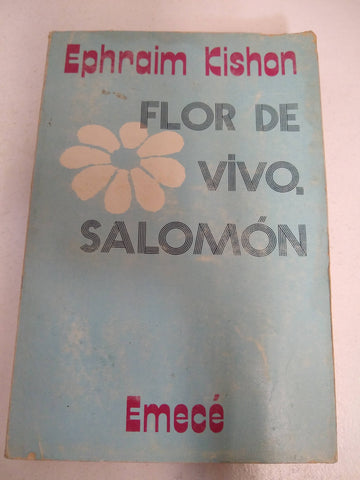 Ephraim Kishon
FLOR DE
VIVO,
SALOMÓN
Emecé